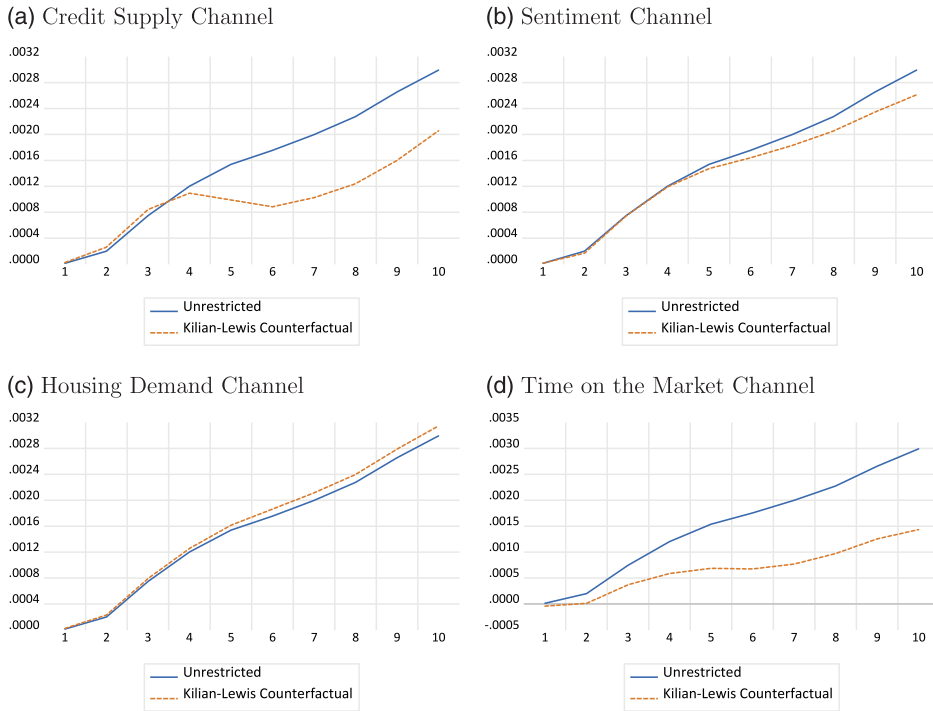 (a) Credit Supply Channel
.0032
.0028
.0024
.0020
.0016
.0012
.0008
.0004
.0000
1 2 3 4 5 6 7 8 9 10
Unrestricted
Kilian-Lewis Counterfactual
(b) Sentiment Channel
.0032
.0028
.0024
.0020
.0016
.0012
.0008
.0004
.0000
1 2 3 4 5 6 7 8 9 10
Unrestricted
Kilian-Lewis Counterfactual
(c) Housing Demand Channel
.0032
.0028
.0024
.0020
.0016
.0012
.0008
.0004
.0000
1 2 3 4 5 6 7 8 9 10
Unrestricted
Kilian-Lewis Counterfactual
(d) Time on the Market Channel
.0035
.0030
.0025
.0020
.0015
.0010
.0005
.0000
-.0005
1 2 3 4 5 6 7 8 9 10
Unrestricted
Kilian-Lewis Counterfactual